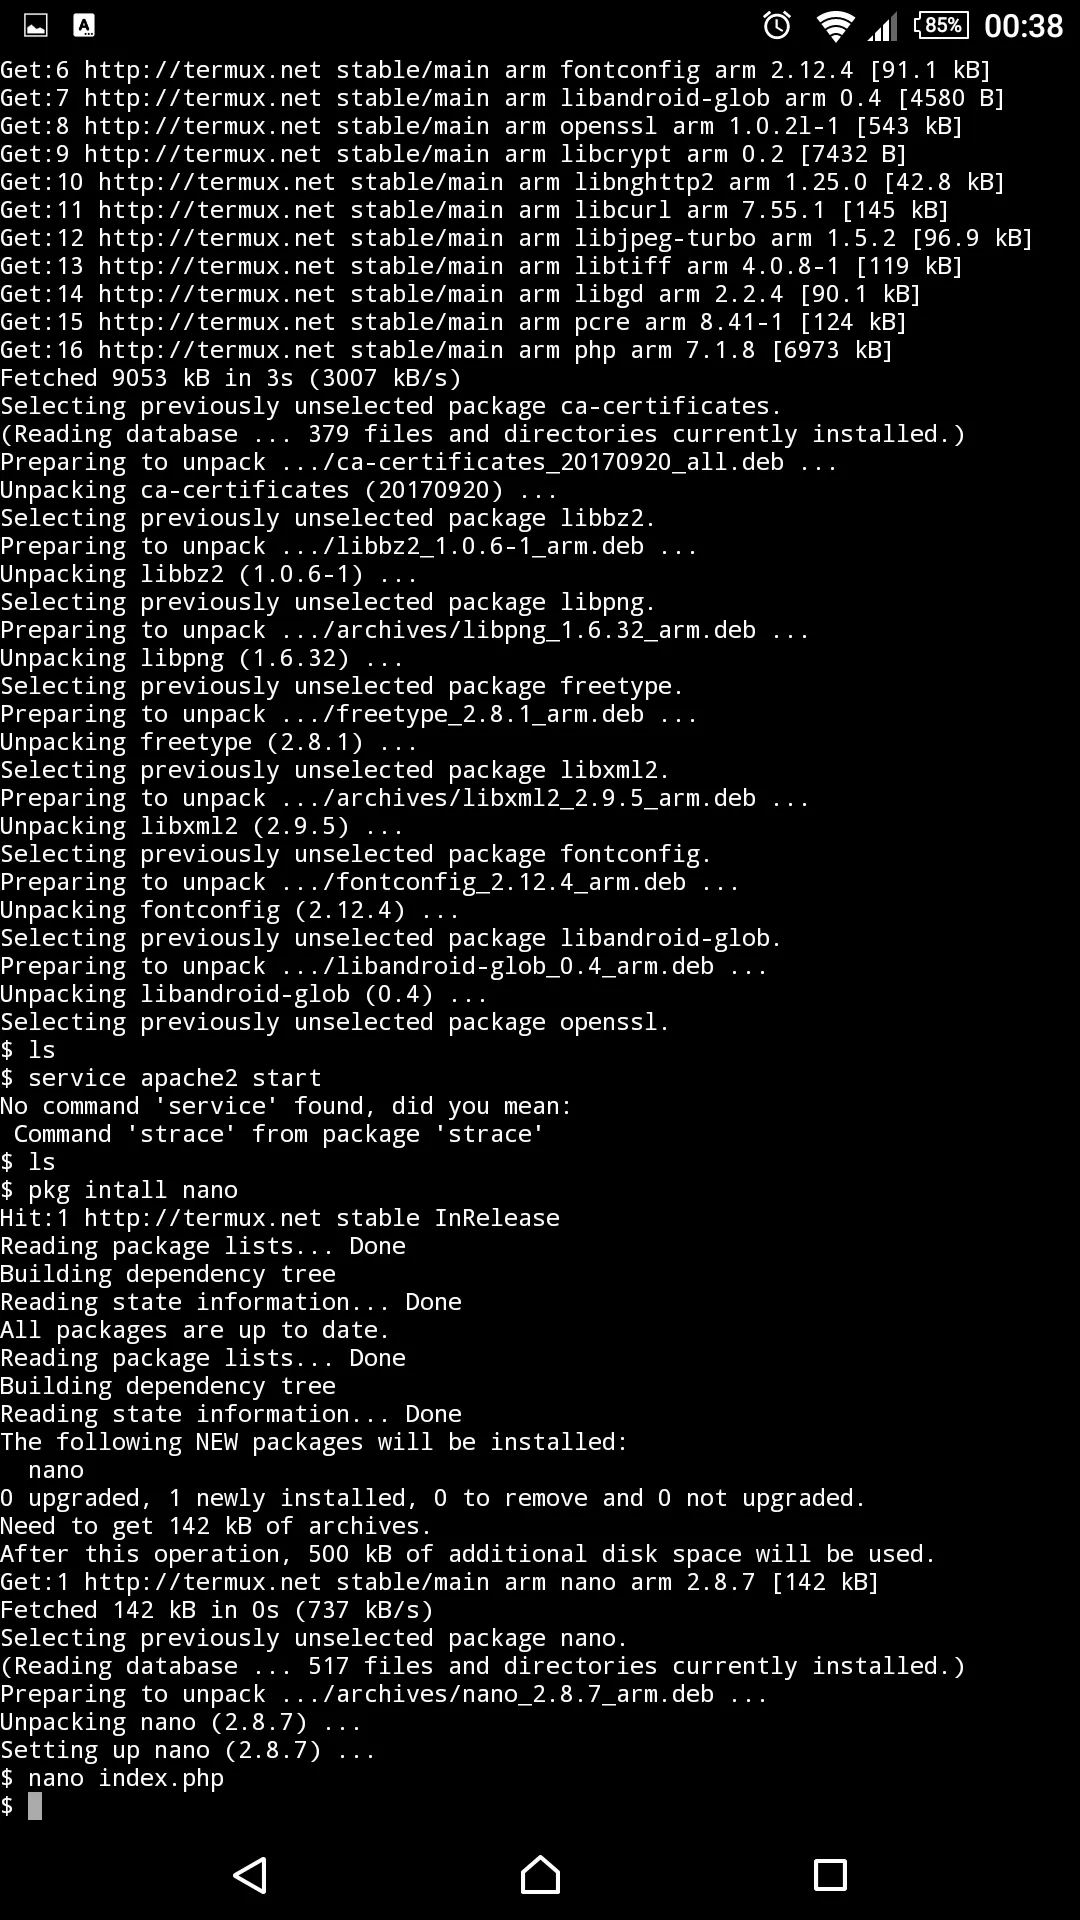 A
85% 00:38
Get:6 http://termux.net stable/main arm fontconfig arm 2.12.4 [91.1 kB]
Get:7 http://termux.net stable/main arm libandroid-glob arm 0.4 [4580 B]
Get:8 http://termux.net stable/main arm openssl arm 1.0.2l-1 [543 kB]
Get:9 http://termux.net stable/main arm libcrypt arm 0.2 [7432 B]
Get:10 http://termux.net stable/main arm libnghttp2 arm 1.25.0 [42.8 kB]
Get:11 http://termux.net stable/main arm libcurl arm 7.55.1 [145 kB]
Get:12 http://termux.net stable/main arm libjpeg-turbo arm 1.5.2 [96.9 kB]
Get:13 http://termux.net stable/main arm libtiff arm 4.0.8-1 [119 kB]
Get:14 http://termux.net stable/main arm libgd arm 2.2.4 [90.1 kB]
Get:15 http://termux.net stable/main arm pcre arm 8.41-1 [124 kB]
Get:16 http://termux.net stable/main arm php arm 7.1.8 [6973 kB]
Fetched 9053 kB in 3s (3007 kB/s)
Selecting previously unselected package ca-certificates.
(Reading database ... 379 files and directories currently installed.)
Preparing to unpack .../ca-certificates_20170920_all.deb ...
Unpacking ca-certificates (20170920) ...
Selecting previously unselected package libbz2.
Preparing to unpack .../libbz2_1.0.6-1_arm.deb ...
Unpacking libbz2 (1.0.6-1) ...
Selecting previously unselected package libpng.
Preparing to unpack .../archives/libpng_1.6.32_arm.deb ...
Unpacking libpng (1.6.32) ...
Selecting previously unselected package freetype.
Preparing to unpack .../freetype_2.8.1_arm.deb ...
Unpacking freetype (2.8.1) ...
Selecting previously unselected package libxml2.
Preparing to unpack .../archives/libxml2_2.9.5_arm.deb ...
Unpacking libxml2 (2.9.5) ...
Selecting previously unselected package fontconfig.
Preparing to unpack .../fontconfig_2.12.4_arm.deb ...
Unpacking fontconfig (2.12.4) ...
Selecting previously unselected package libandroid-glob.
Preparing to unpack .../libandroid-glob_0.4_arm.deb ...
Unpacking libandroid-glob (0.4) ...
Selecting previously unselected package openssl.
$ ls
$ service apache2 start
No command 'service' found, did you mean:
 Command 'strace' from package 'strace'
$ ls
$ pkg intall nano
Hit:1 http://termux.net stable InRelease
Reading package lists... Done
Building dependency tree
Reading state information... Done
All packages are up to date.
Reading package lists... Done
Building dependency tree
Reading state information... Done
The following NEW packages will be installed:
  nano
0 upgraded, 1 newly installed, 0 to remove and 0 not upgraded.
Need to get 142 kB of archives.
After this operation, 500 kB of additional disk space will be used.
Get:1 http://termux.net stable/main arm nano arm 2.8.7 [142 kB]
Fetched 142 kB in 0s (737 kB/s)
Selecting previously unselected package nano.
(Reading database ... 517 files and directories currently installed.)
Preparing to unpack .../archives/nano_2.8.7_arm.deb ...
Unpacking nano (2.8.7) ...
Setting up nano (2.8.7) ...
$ nano index.php
$